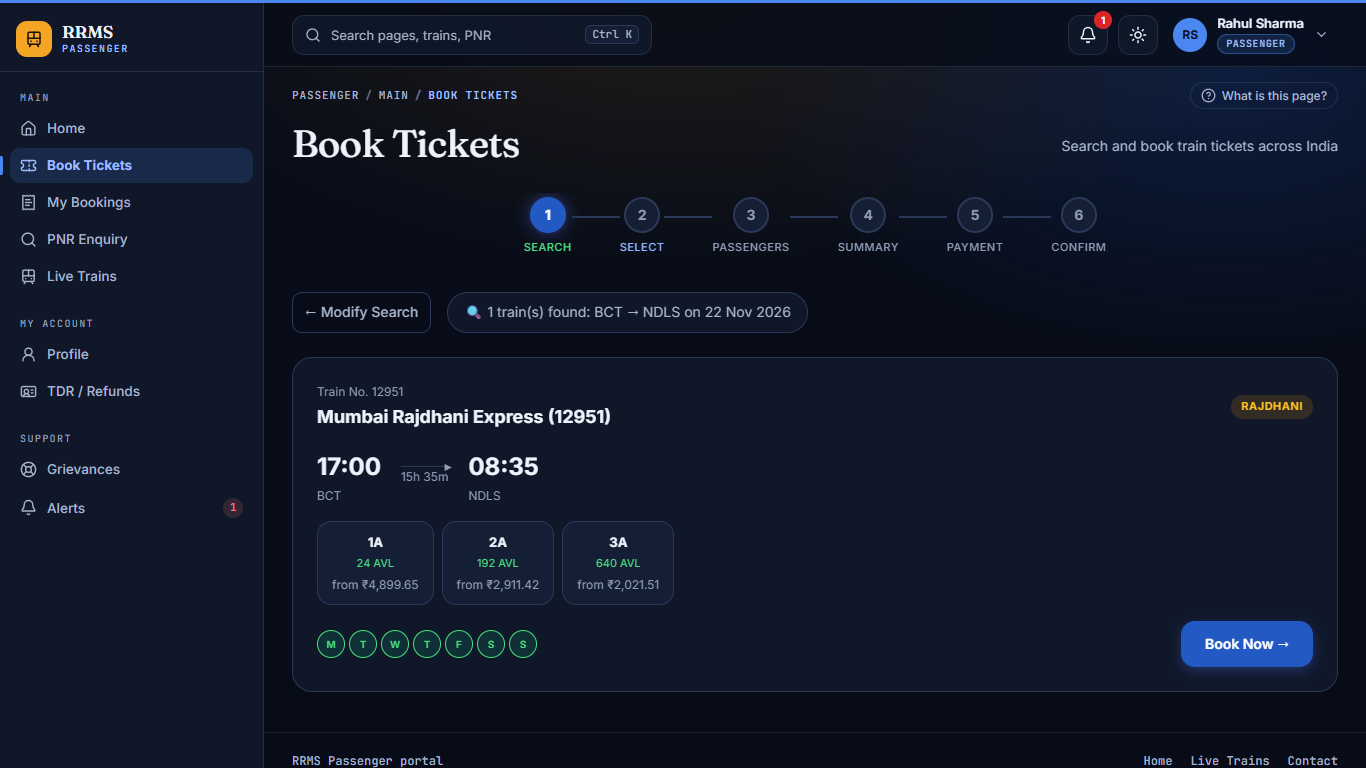 RRMS
PASSENGER
Search pages, trains, PNR
Ctrl K
1
RS
Rahul Sharma
PASSENGER
MAIN
Home
Book Tickets
My Bookings
PNR Enquiry
Live Trains
MY ACCOUNT
Profile
TDR / Refunds
SUPPORT
Grievances
Alerts
1
PASSENGER / MAIN / BOOK TICKETS
What is this page?
Book Tickets
Search and book train tickets across India
1 2 3 4 5 6
SEARCH SELECT PASSENGERS SUMMARY PAYMENT CONFIRM
← Modify Search
🔍 1 train(s) found: BCT → NDLS on 22 Nov 2026
Train No. 12951
Mumbai Rajdhani Express (12951)
RAJDHANI
17:00
15h 35m
08:35
BCT
NDLS
1A 2A 3A
24 AVL 192 AVL 640 AVL
from ₹4,899.65 from ₹2,911.42 from ₹2,021.51
M T W T F S S
Book Now →
RRMS Passenger portal
Home Live Trains Contact